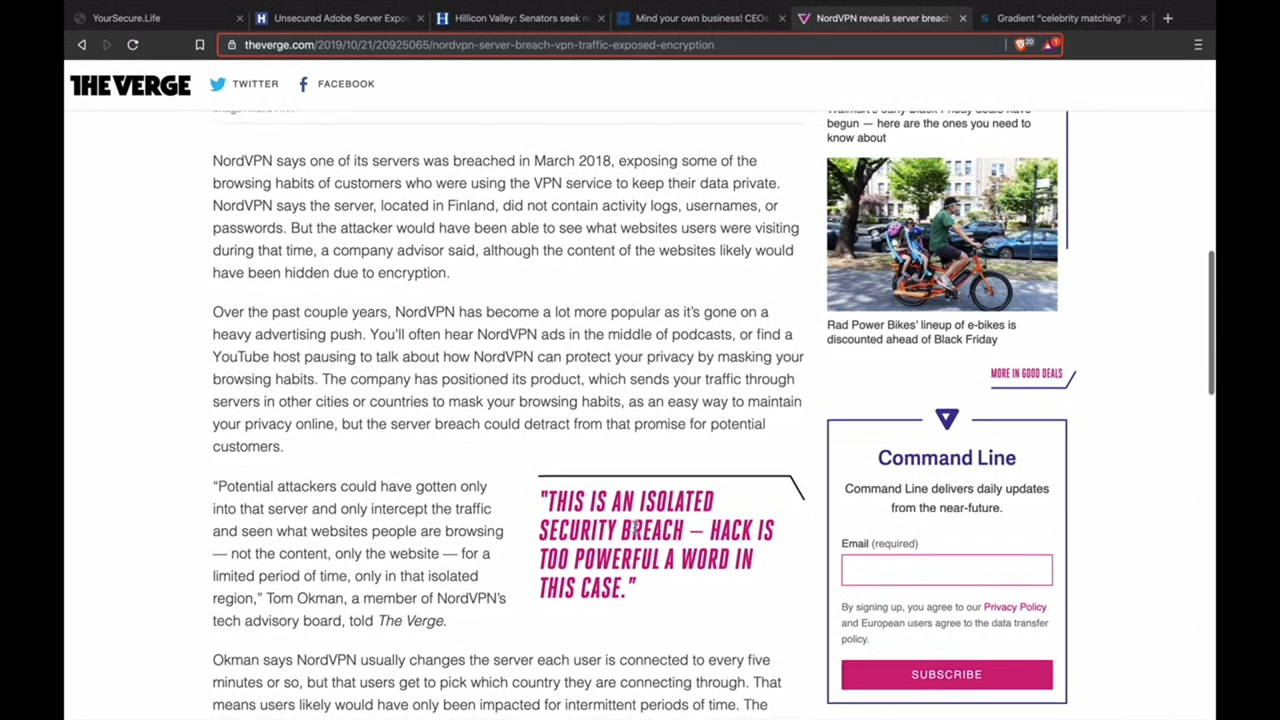 YourSecure.Life
Unsecured Adobe Server Expos
Hillicon Valley: Senators seek n
Mind your own business! CEOs
NordVPN reveals server breach
Gradient “celebrity matching” p
theverge.com/2019/10/21/20925065/nordvpn-server-breach-vpn-traffic-exposed-encryption
20
1
THE VERGE
TWITTER
FACEBOOK
NordVPN says one of its servers was breached in March 2018, exposing some of the
browsing habits of customers who were using the VPN service to keep their data private.
NordVPN says the server, located in Finland, did not contain activity logs, usernames, or
passwords. But the attacker would have been able to see what websites users were visiting
during that time, a company advisor said, although the content of the websites likely would
have been hidden due to encryption.
Over the past couple years, NordVPN has become a lot more popular as it’s gone on a
heavy advertising push. You’ll often hear NordVPN ads in the middle of podcasts, or find a
YouTube host pausing to talk about how NordVPN can protect your privacy by masking your
browsing habits. The company has positioned its product, which sends your traffic through
servers in other cities or countries to mask your browsing habits, as an easy way to maintain
your privacy online, but the server breach could detract from that promise for potential
customers.
“Potential attackers could have gotten only
into that server and only intercept the traffic
and seen what websites people are browsing
— not the content, only the website — for a
limited period of time, only in that isolated
region,” Tom Okman, a member of NordVPN’s
tech advisory board, told The Verge.
"THIS IS AN ISOLATED
SECURITY BREACH — HACK IS
TOO POWERFUL A WORD IN
THIS CASE."
Okman says NordVPN usually changes the server each user is connected to every five
minutes or so, but that users get to pick which country they are connecting through. That
means users likely would have only been impacted for intermittent periods of time. The
Walmart’s early Black Friday deals have
begun — here are the ones you need to
know about
Rad Power Bikes’ lineup of e-bikes is
discounted ahead of Black Friday
MORE IN GOOD DEALS
Command Line
Command Line delivers daily updates
from the near-future.
Email (required)
By signing up, you agree to our Privacy Policy
and European users agree to the data transfer
policy.
SUBSCRIBE